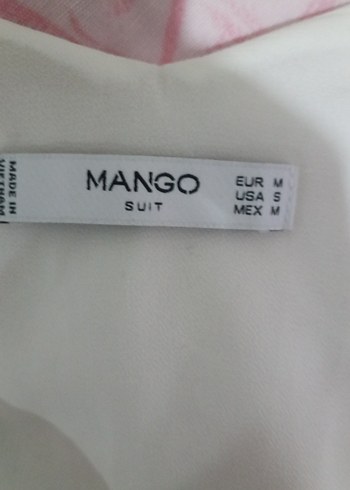 MADE IN
VIETNAM
MANGO
SUIT
EUR M
USA S
MEX M